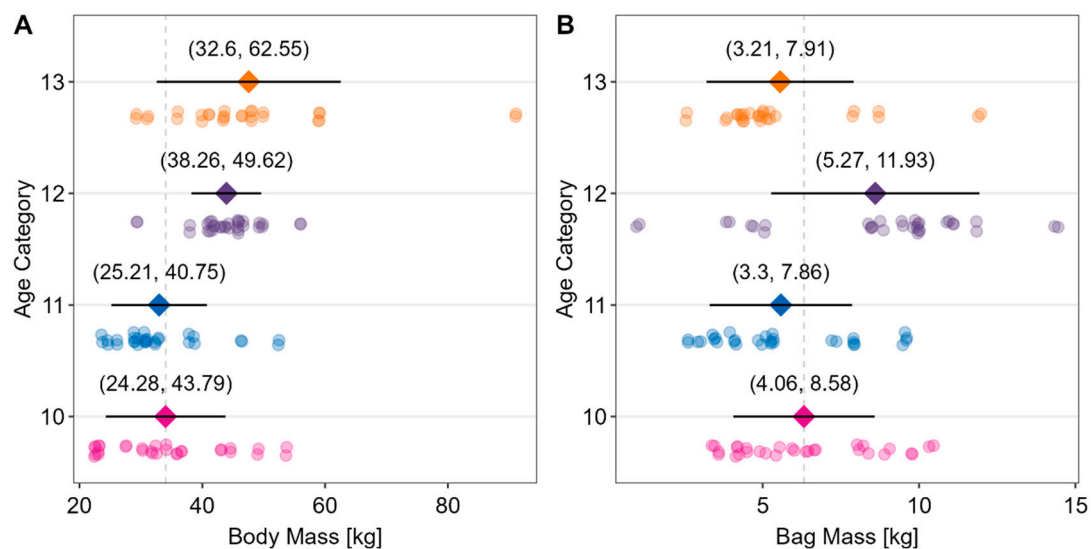 A
(32.6, 62.55)
13
(38.26, 49.62)
12
(25.21, 40.75)
11
(24.28, 43.79)
10
Age Category
20 40 60 80
Body Mass [kg]
B
(3.21, 7.91)
13
(5.27, 11.93)
12
(3.3, 7.86)
11
(4.06, 8.58)
10
Age Category
5 10 15
Bag Mass [kg]